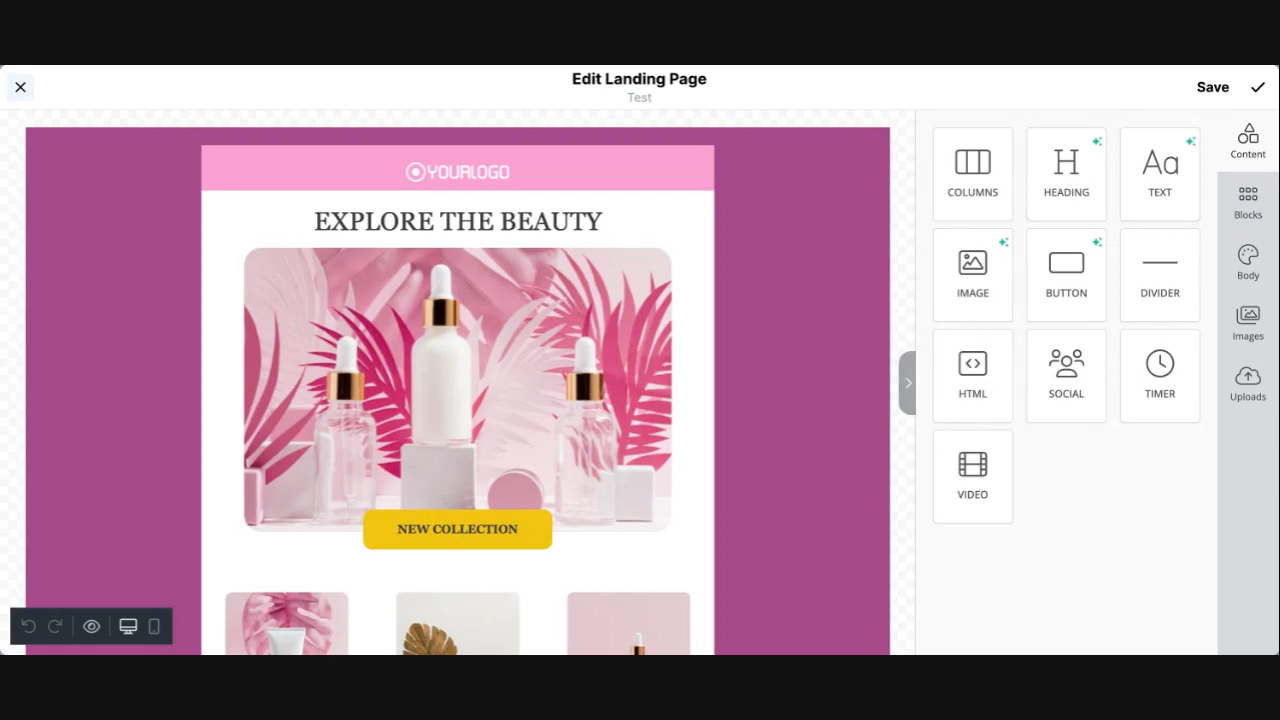 Edit Landing Page
Test
Save
YOURLOGO
EXPLORE THE BEAUTY
NEW COLLECTION
COLUMNS
HEADING
TEXT
IMAGE
BUTTON
DIVIDER
HTML
SOCIAL
TIMER
VIDEO
Content
Blocks
Body
Images
Uploads